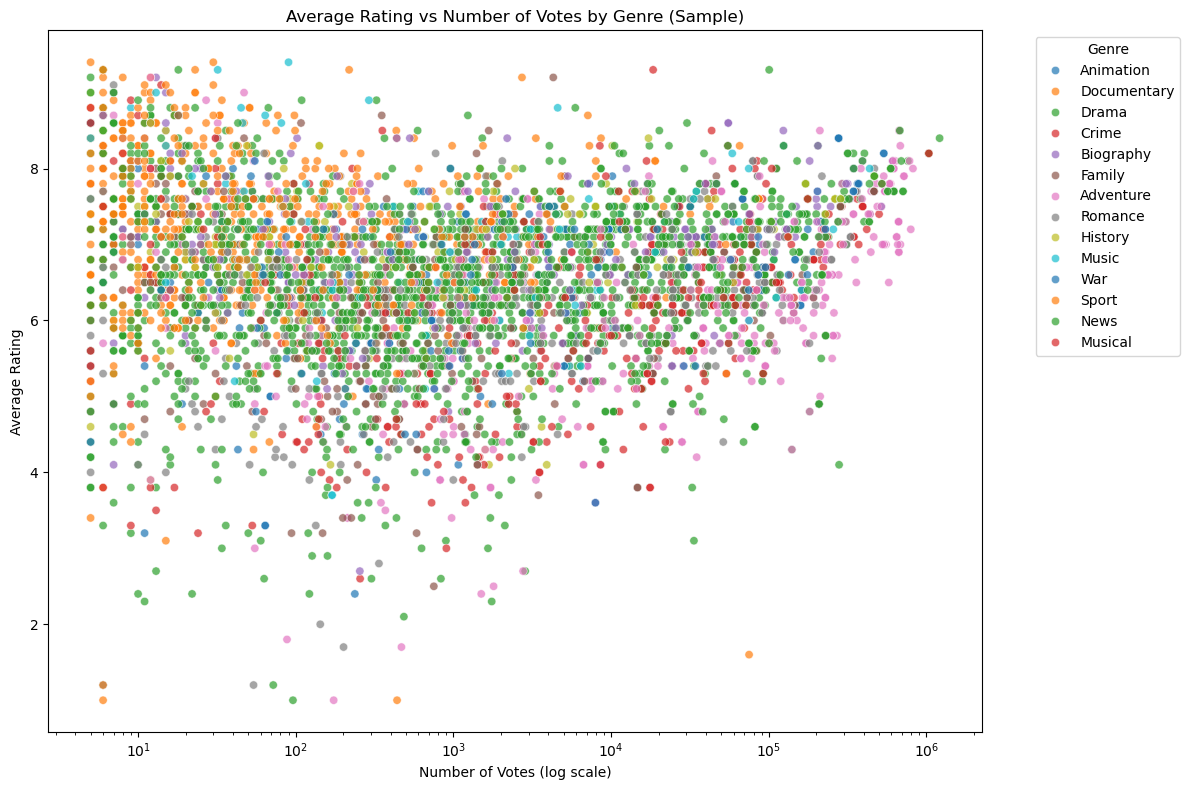 Average Rating vs Number of Votes by Genre (Sample)
Genre
Animation
Documentary
Drama
Crime
Biography
Family
Adventure
Romance
History
Music
War
Sport
News
Musical
Average Rating
8
6
4
2
10¹
10²
10³
10⁴
10⁵
10⁶
Number of Votes (log scale)